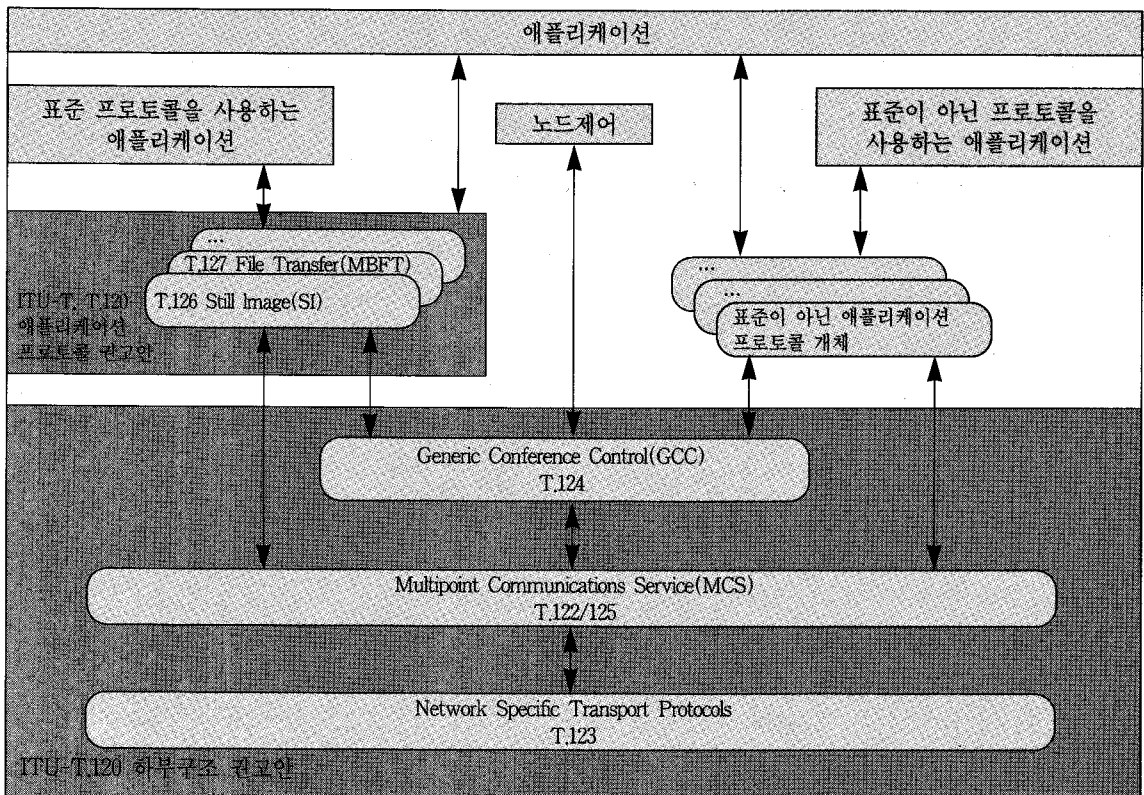 애플리케이션
표준 프로토콜을 사용하는
애플리케이션
노드제어
표준이 아닌 프로토콜을
사용하는 애플리케이션
...
T.127 File Transfer(MBFT)
T.126 Still Image(SI)
ITU-T. T.120
애플리케이션
프로토콜 권고안
...
...
표준이 아닌 애플리케이션
프로토콜 개체
Generic Conference Control(GCC)
T.124
Multipoint Communications Service(MCS)
T.122/125
Network Specific Transport Protocols
T.123
ITU-T.120 하부구조 권고안